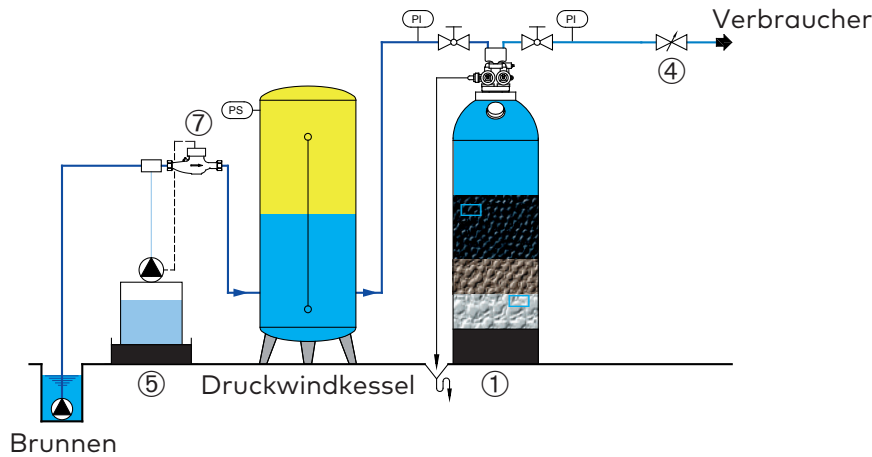 Verbraucher
PI
PI
④
PS
⑦
⑤
Druckwindkessel
①
Brunnen